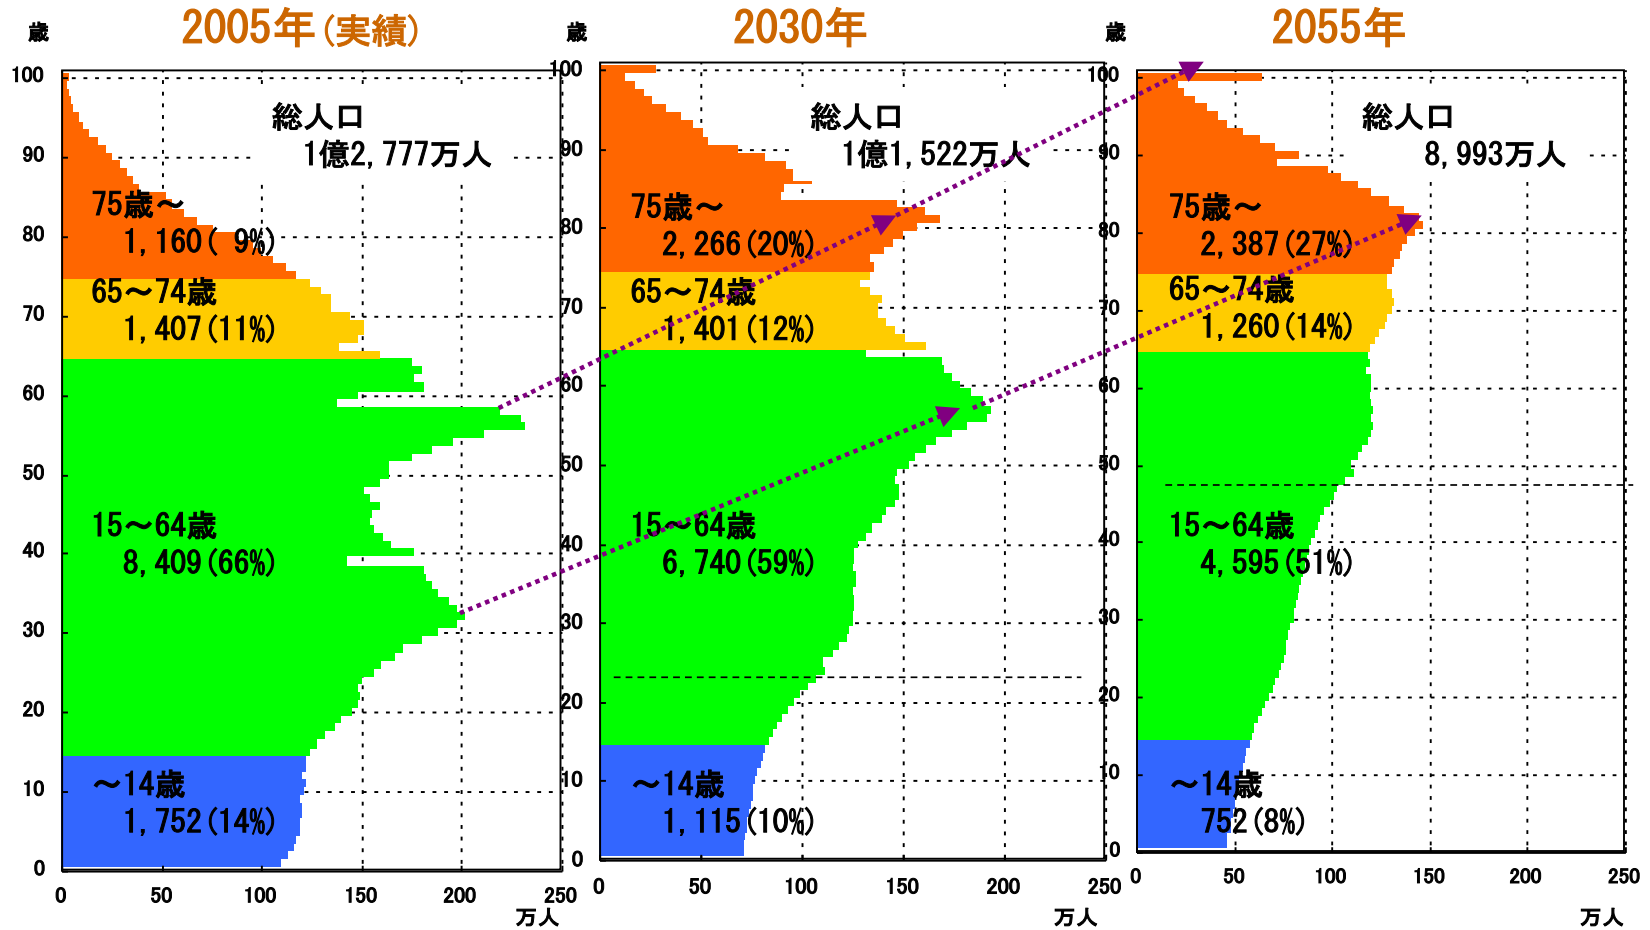 2005年(実績)
歳
100
90
80
70
60
50
40
30
20
10
0
総人口
1億2,777万人
75歳～
1,160( 9%)
65～74歳
1,407(11%)
15～64歳
8,409(66%)
～14歳
1,752(14%)
0 50 100 150 200 250
万人
2030年
歳
100
90
80
70
60
50
40
30
20
10
0
総人口
1億1,522万人
75歳～
2,266(20%)
65～74歳
1,401(12%)
15～64歳
6,740(59%)
～14歳
1,115(10%)
0 50 100 150 200 250
万人
2055年
歳
100
90
80
70
60
50
40
30
20
10
0
総人口
8,993万人
75歳～
2,387(27%)
65～74歳
1,260(14%)
15～64歳
4,595(51%)
～14歳
752(8%)
0 50 100 150 200 250
万人